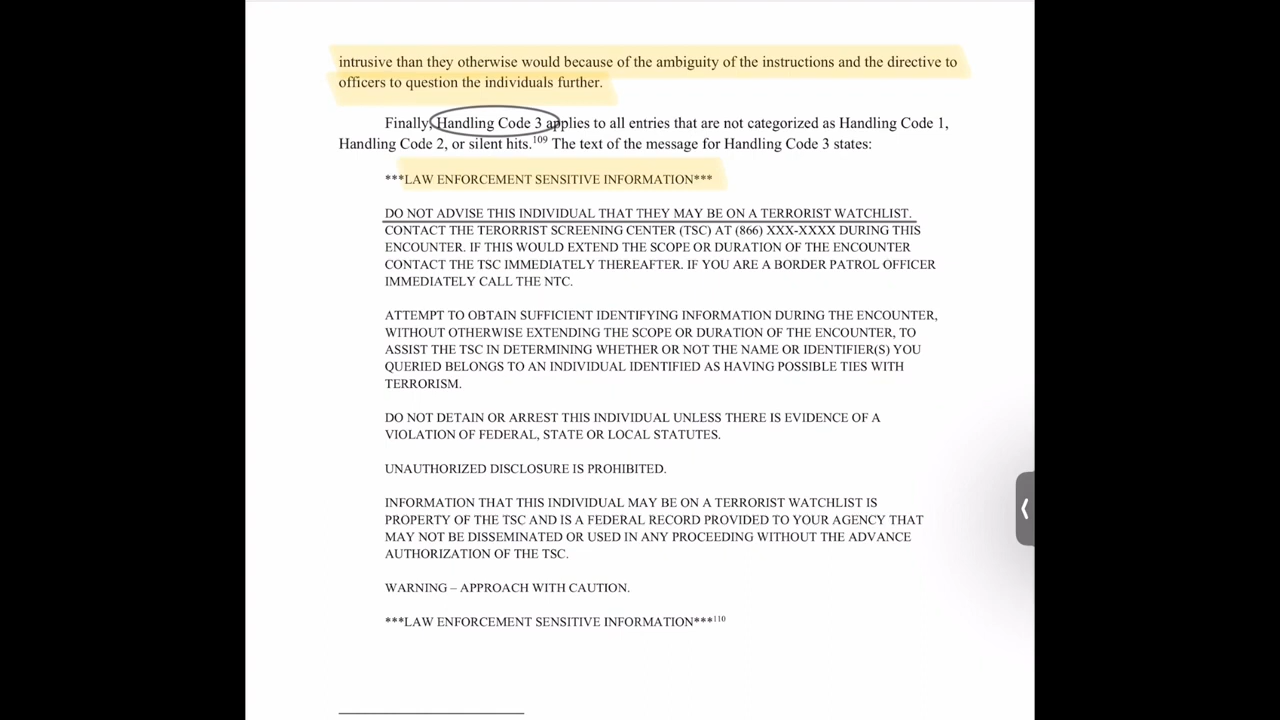 intrusive than they otherwise would because of the ambiguity of the instructions and the directive to
officers to question the individuals further.
Finally, Handling Code 3 applies to all entries that are not categorized as Handling Code 1,
Handling Code 2, or silent hits.109 The text of the message for Handling Code 3 states:
***LAW ENFORCEMENT SENSITIVE INFORMATION***
DO NOT ADVISE THIS INDIVIDUAL THAT THEY MAY BE ON A TERRORIST WATCHLIST.
CONTACT THE TERORRIST SCREENING CENTER (TSC) AT (866) XXX-XXXX DURING THIS
ENCOUNTER. IF THIS WOULD EXTEND THE SCOPE OR DURATION OF THE ENCOUNTER
CONTACT THE TSC IMMEDIATELY THEREAFTER. IF YOU ARE A BORDER PATROL OFFICER
IMMEDIATELY CALL THE NTC.
ATTEMPT TO OBTAIN SUFFICIENT IDENTIFYING INFORMATION DURING THE ENCOUNTER,
WITHOUT OTHERWISE EXTENDING THE SCOPE OR DURATION OF THE ENCOUNTER, TO
ASSIST THE TSC IN DETERMINING WHETHER OR NOT THE NAME OR IDENTIFIER(S) YOU
QUERIED BELONGS TO AN INDIVIDUAL IDENTIFIED AS HAVING POSSIBLE TIES WITH
TERRORISM.
DO NOT DETAIN OR ARREST THIS INDIVIDUAL UNLESS THERE IS EVIDENCE OF A
VIOLATION OF FEDERAL, STATE OR LOCAL STATUTES.
UNAUTHORIZED DISCLOSURE IS PROHIBITED.
INFORMATION THAT THIS INDIVIDUAL MAY BE ON A TERRORIST WATCHLIST IS
PROPERTY OF THE TSC AND IS A FEDERAL RECORD PROVIDED TO YOUR AGENCY THAT
MAY NOT BE DISSEMINATED OR USED IN ANY PROCEEDING WITHOUT THE ADVANCE
AUTHORIZATION OF THE TSC.
WARNING – APPROACH WITH CAUTION.
***LAW ENFORCEMENT SENSITIVE INFORMATION***110